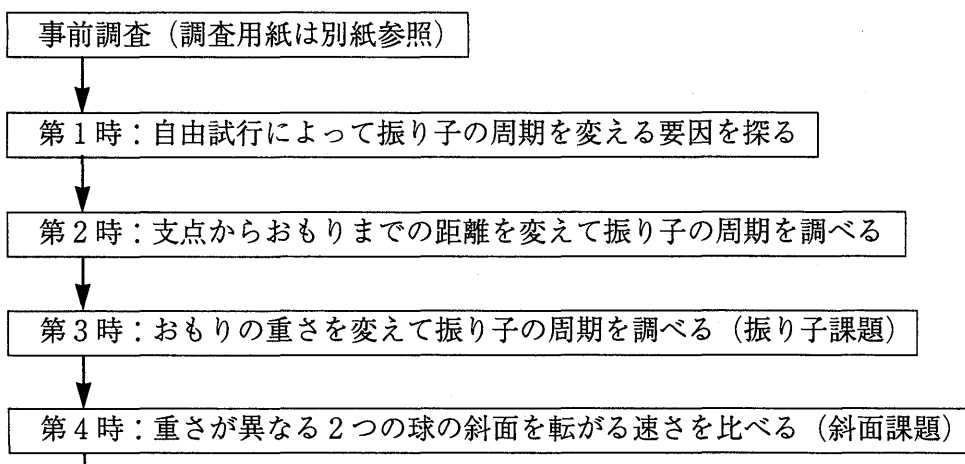 事前調査（調査用紙は別紙参照）
第1時：自由試行によって振り子の周期を変える要因を探る
第2時：支点からおもりまでの距離を変えて振り子の周期を調べる
第3時：おもりの重さを変えて振り子の周期を調べる（振り子課題）
第4時：重さが異なる2つの球の斜面を転がる速さを比べる（斜面課題）